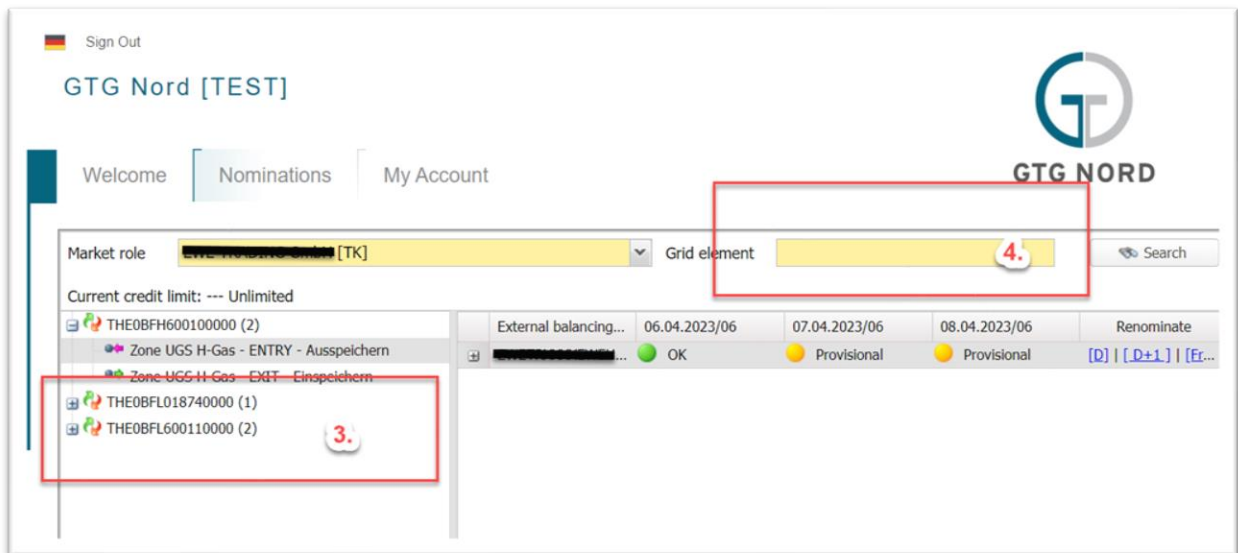 Sign Out
GTG Nord [TEST]
Welcome Nominations My Account
GTG NORD
Market role [TK] Grid element 4. Search
Current credit limit: --- Unlimited
THE0BFH600100000 (2)
External balancing... 06.04.2023/06 07.04.2023/06 08.04.2023/06 Renominate
Zone UGS H-Gas - ENTRY - Ausspeichern
... OK Provisional Provisional [D] | [ D+1 ] | [Fr...
Zone UGS H-Gas - EXIT - Einspeichern
THE0BFL018740000 (1)
THE0BFL600110000 (2)
3.